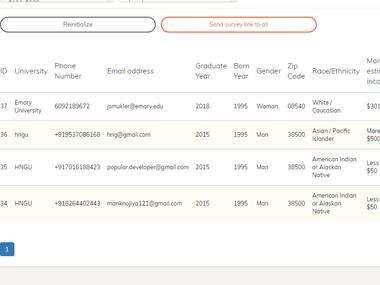 Reinitialize Send survey link to all
ID University Phone Number Email address Graduate Year Born Year Gender Zip Code Race/Ethnicity
37 Emory University 6092189672 jsmukler@emory.edu 2018 1995 Woman 08540 White / Caucasian $301
36 hngu +919537086168 hng@gmail.com 2015 1995 Man 38500 Asian / Pacific Islander More $500
35 HNGU +917016188423 popular.developer@gmail.com 2015 1995 Man 38500 American Indian or Alaskan Native Less $50
34 HNGU +918264402443 manknojiya121@gmail.com 2015 1995 Man 38500 American Indian or Alaskan Native Less $50
1